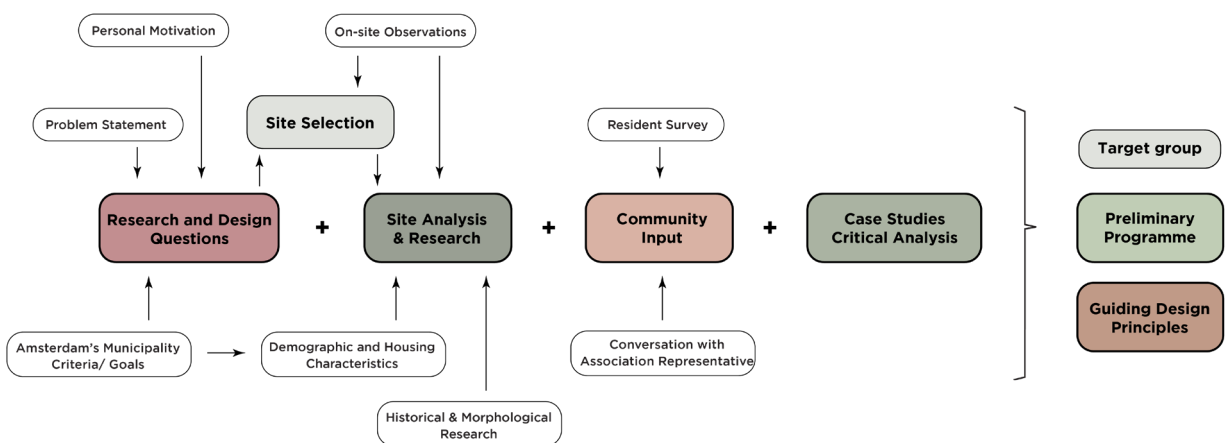 Personal Motivation
On-site Observations
Problem Statement
Site Selection
Resident Survey
Target group
Research and Design
Questions
+
Site Analysis
& Research
+
Community
Input
+
Case Studies
Critical Analysis
Preliminary
Programme
Guiding Design
Principles
Amsterdam's Municipality
Criteria/ Goals
Demographic and Housing
Characteristics
Conversation with
Association Representative
Historical & Morphological
Research